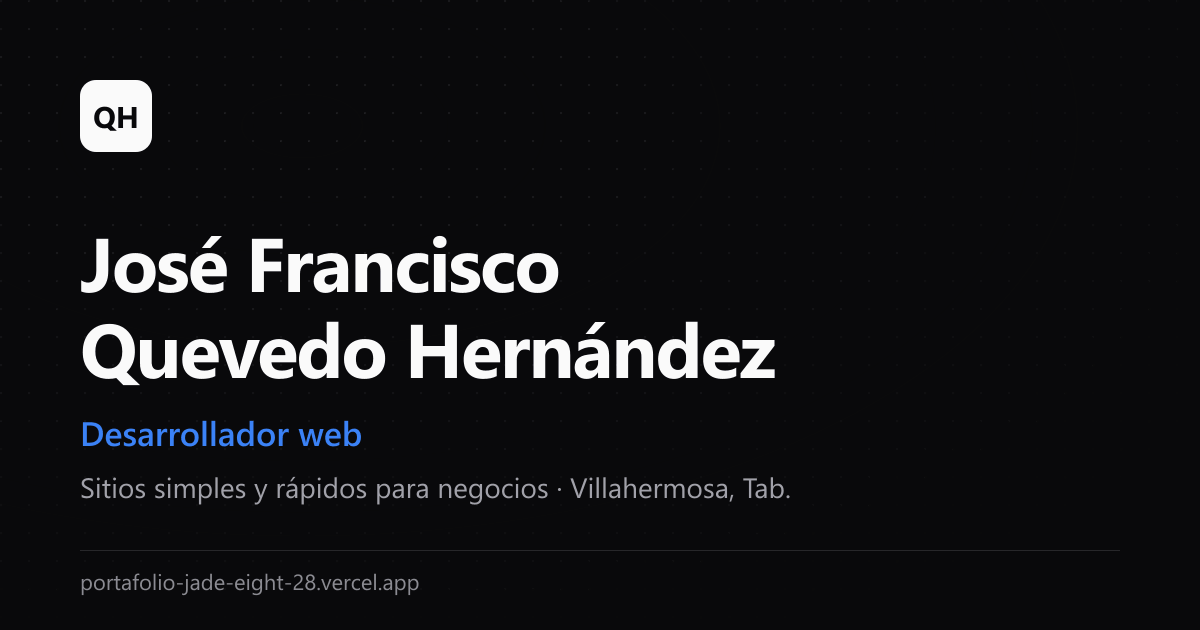 QH
José Francisco
Quevedo Hernández
Desarrollador web
Sitios simples y rápidos para negocios · Villahermosa, Tab.
portafolio-jade-eight-28.vercel.app